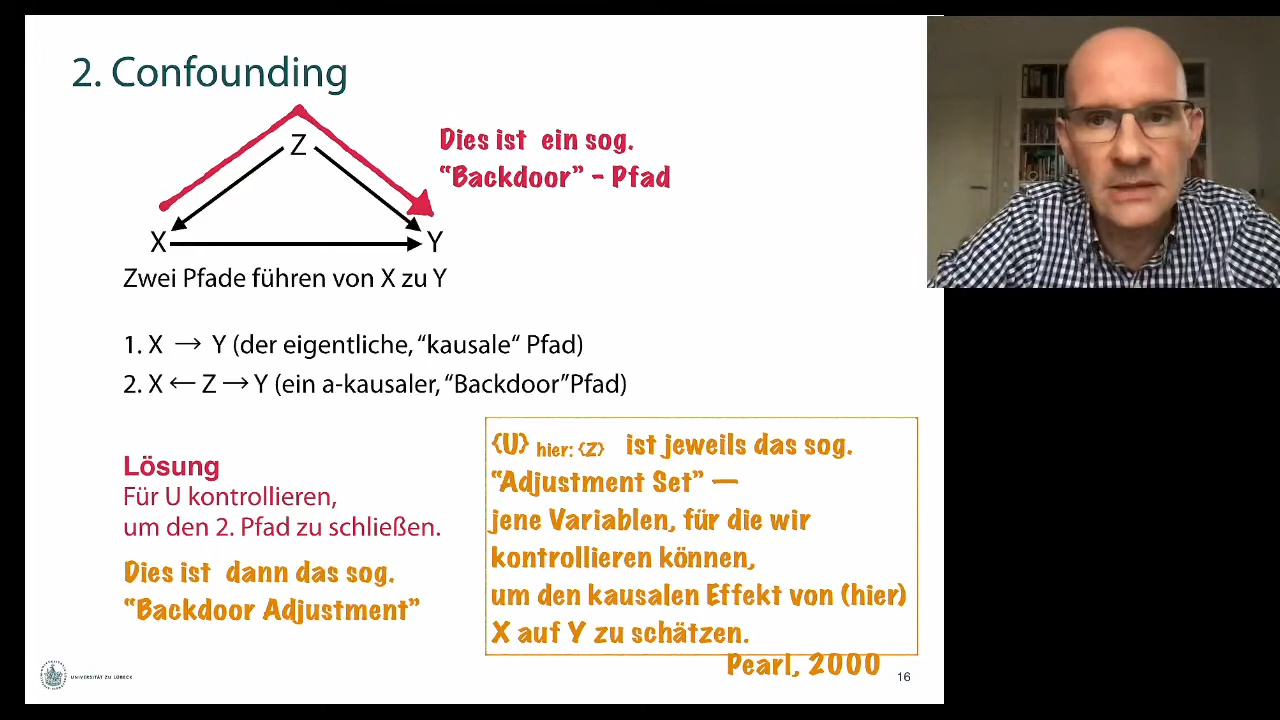 2. Confounding
Z
Dies ist ein sog.
“Backdoor” – Pfad
X
Y
Zwei Pfade führen von X zu Y
1. X → Y (der eigentliche, “kausale“ Pfad)
2. X ← Z → Y (ein a-kausaler, “Backdoor”Pfad)
Lösung
Für U kontrollieren,
um den 2. Pfad zu schließen.
Dies ist dann das sog.
“Backdoor Adjustment”
{U} hier: {Z} ist jeweils das sog.
“Adjustment Set” —
jene Variablen, für die wir
kontrollieren können,
um den kausalen Effekt von (hier)
X auf Y zu schätzen.
Pearl, 2000
UNIVERSITÄT ZU LÜBECK
16